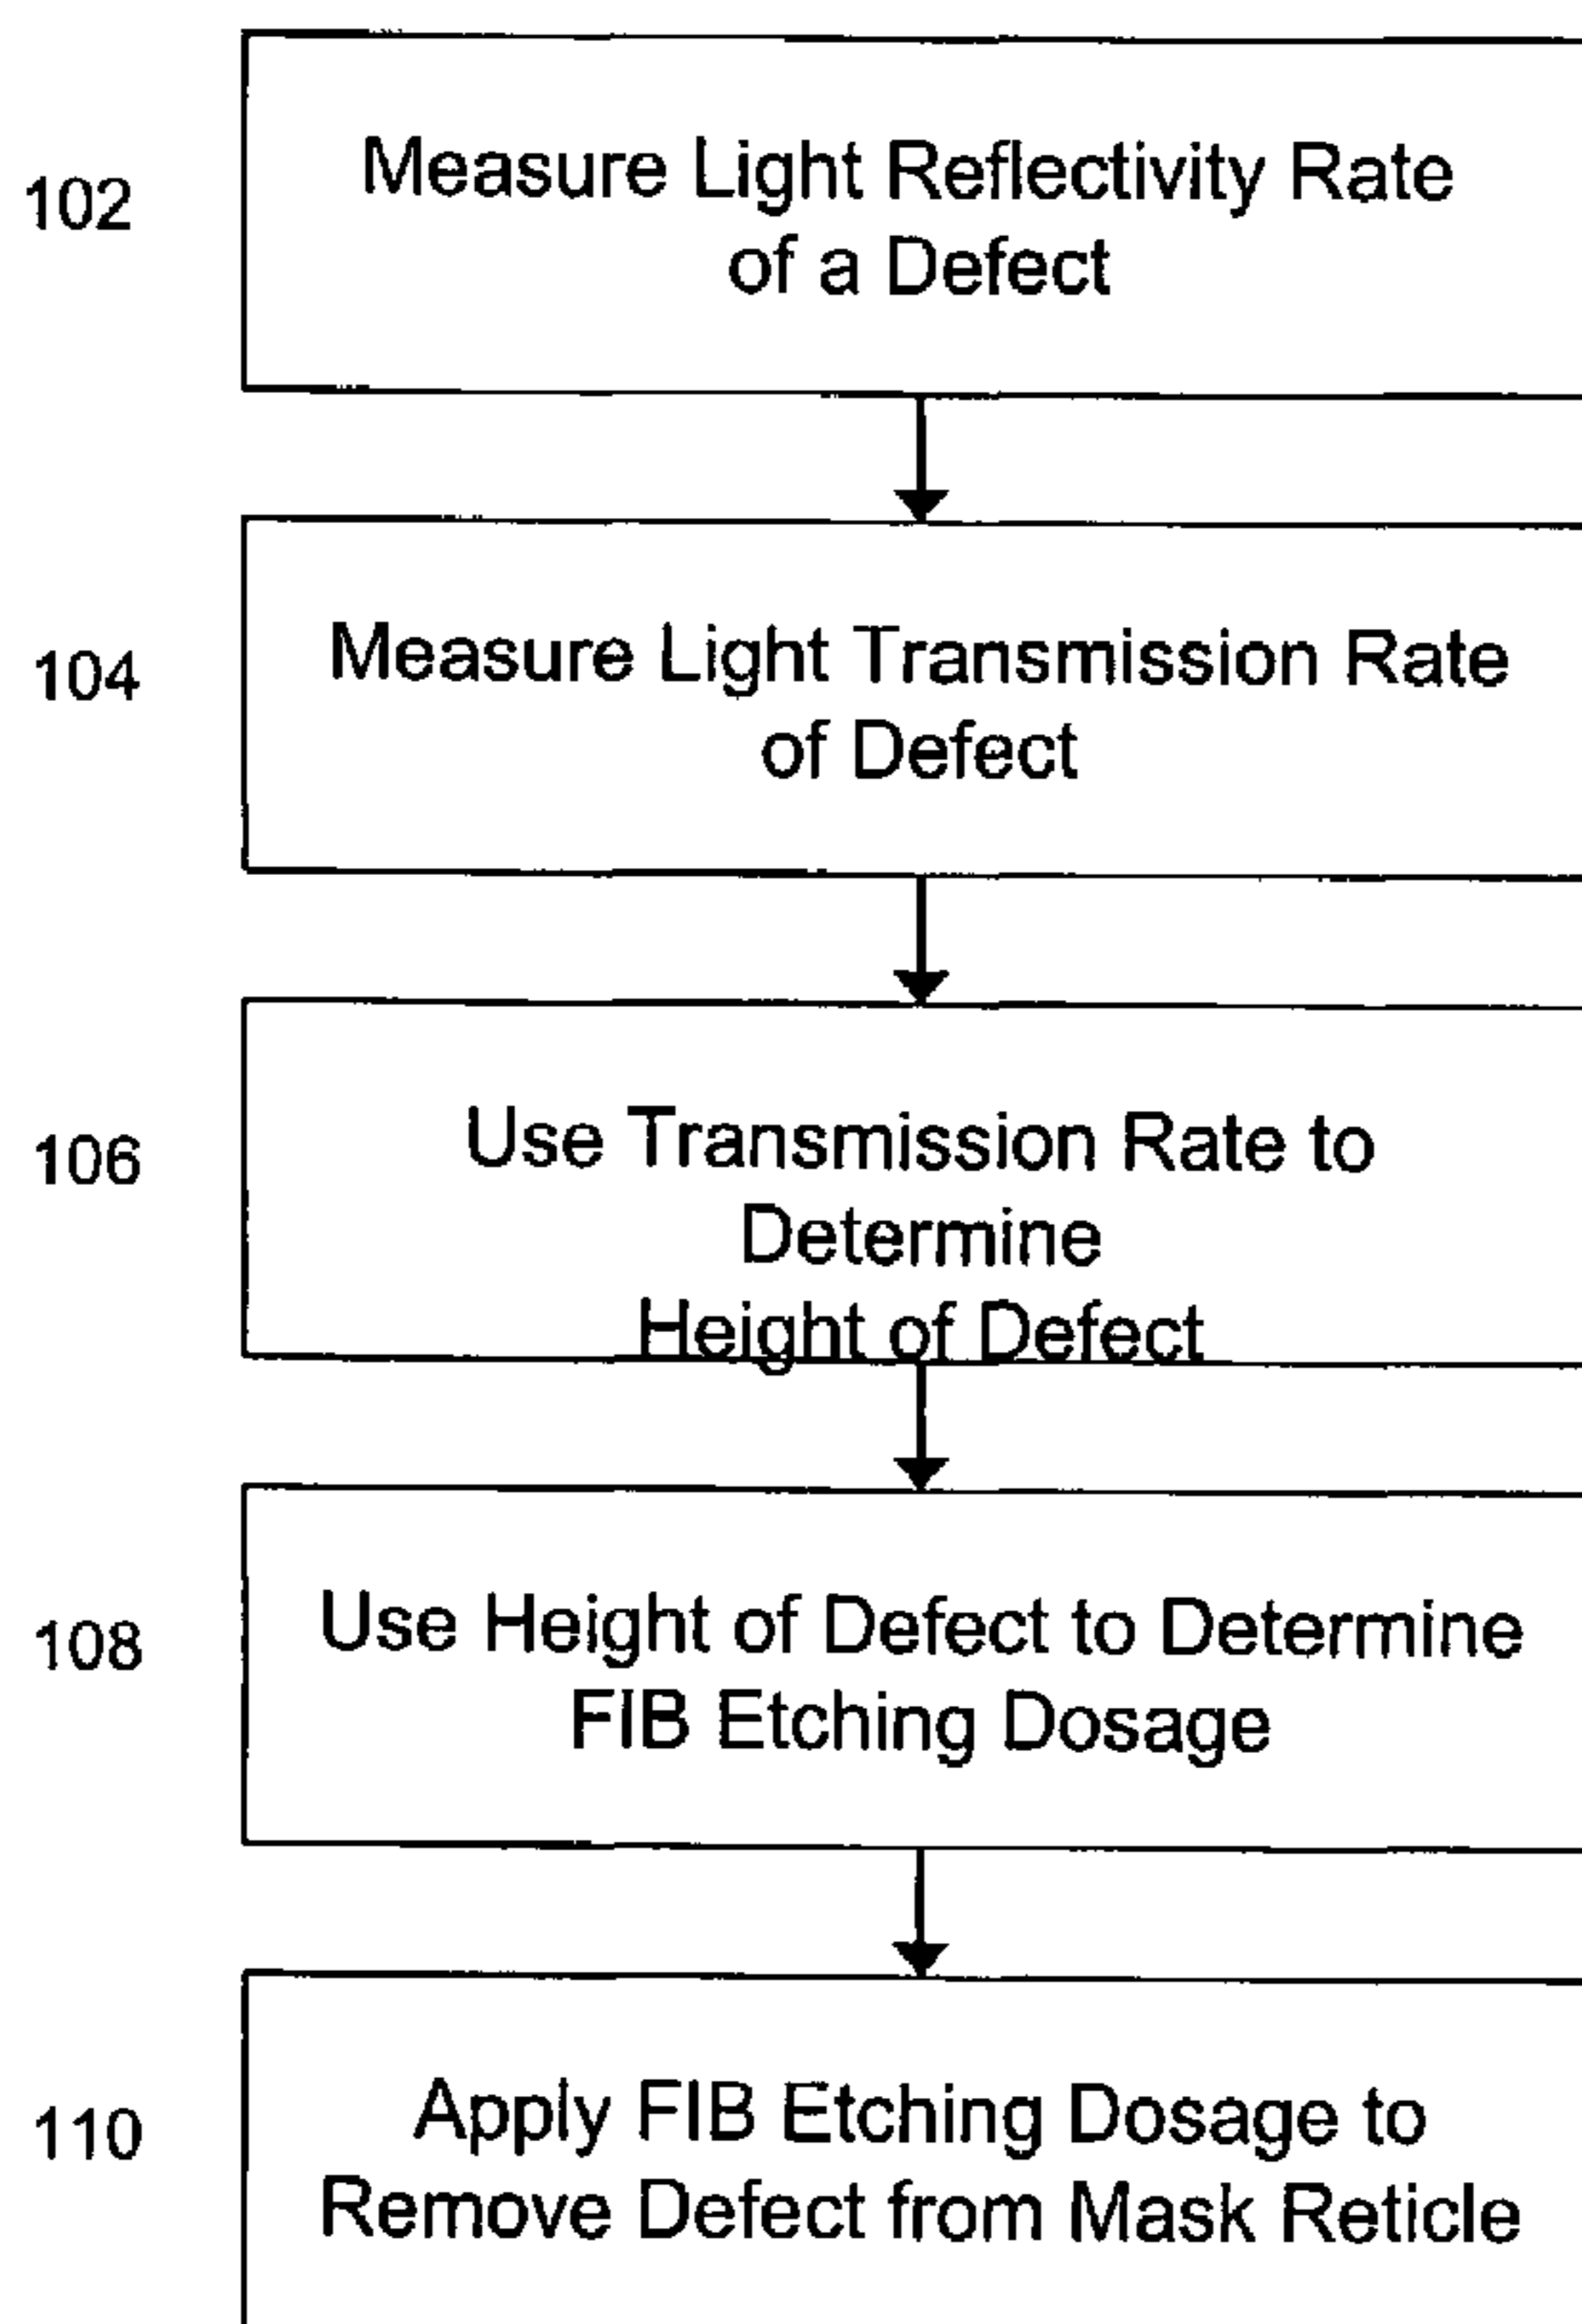 102
Measure Light Reflectivity Rate
of a Defect
104
Measure Light Transmission Rate
of Defect
106
Use Transmission Rate to
Determine
Height of Defect
108
Use Height of Defect to Determine
FIB Etching Dosage
110
Apply FIB Etching Dosage to
Remove Defect from Mask Reticle